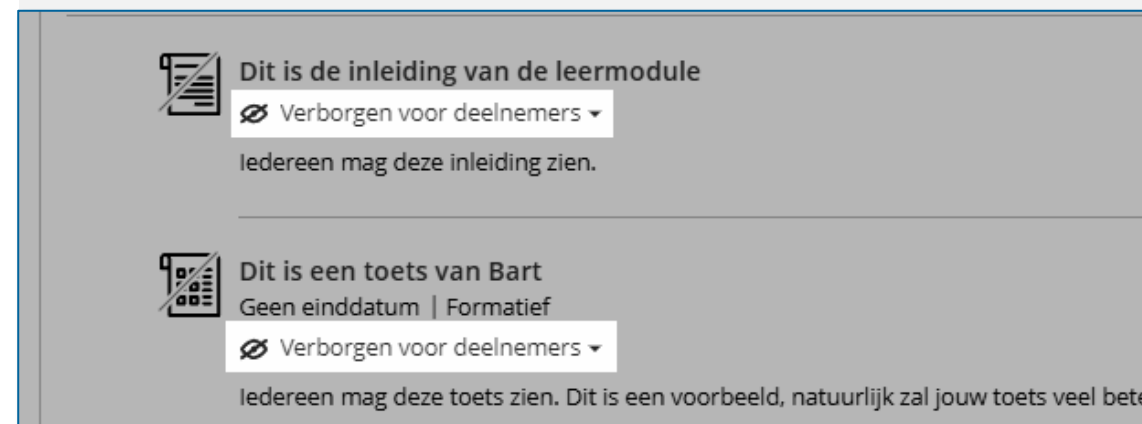 Dit is de inleiding van de leermodule
Verborgen voor deelnemers
Iedereen mag deze inleiding zien.
Dit is een toets van Bart
Geen einddatum | Formatief
Verborgen voor deelnemers
Iedereen mag deze toets zien. Dit is een voorbeeld, natuurlijk zal jouw toets veel